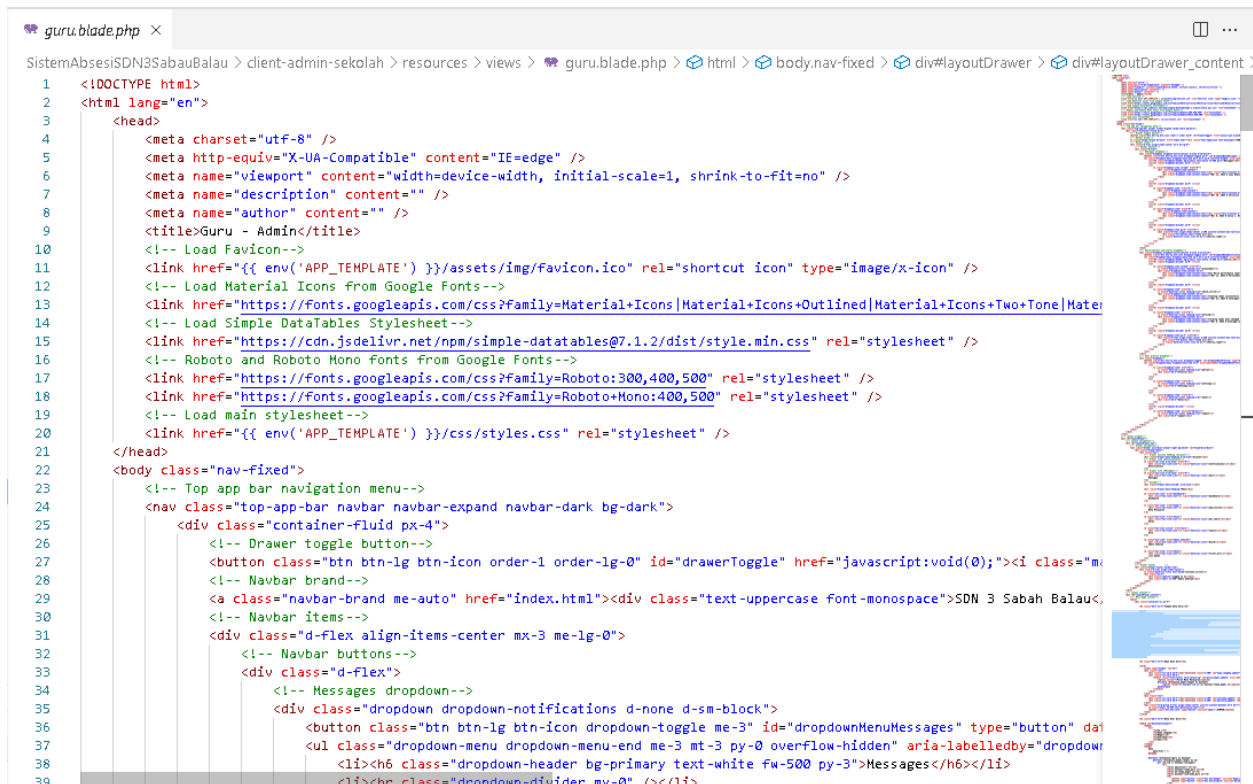 guru.blade.php
SistemAbsesiSDN3SabauBalau > client-admin-sekolah > resources > views > guru.blade.php > html > body.nav-fixed > div#layoutDrawer > div#layoutDrawer_content >
1 <!DOCTYPE html>
2 <html lang="en">
3 <head>
4 <meta charset="utf-8" />
5 <meta http-equiv="X-UA-Compatible" content="IE=edge" />
6 <meta name="viewport" content="width=device-width, initial-scale=1, shrink-to-fit=no" />
7 <meta name="description" content="" />
8 <meta name="author" content="" />
9 <title>Guru - Admin</title>
10 <!-- Load Favicon-->
11 <link href="{{ env('APP_TEMPLATE') }}/assets/img/favicon.ico" rel="shortcut icon" type="image/x-icon" />
12 <!-- Load Material Icons from Google Fonts-->
13 <link href="https://fonts.googleapis.com/css?family=Material+Icons|Material+Icons+Outlined|Material+Icons+Two+Tone|Mater
14 <!-- Load Simple DataTables Stylesheet-->
15 <link href="https://cdn.jsdelivr.net/npm/simple-datatables@7.1.2/dist/style.min.css" rel="stylesheet" />
16 <!-- Roboto and Roboto Mono fonts from Google Fonts-->
17 <link href="https://fonts.googleapis.com/css?family=Roboto:300,400,500" rel="stylesheet" />
18 <link href="https://fonts.googleapis.com/css?family=Roboto+Mono:400,500" rel="stylesheet" />
19 <!-- Load main stylesheet-->
20 <link href="{{ env('APP_TEMPLATE') }}/css/styles.css" rel="stylesheet" />
21 </head>
22 <body class="nav-fixed">
23 <!-- Top app bar navigation menu-->
24 <nav class="top-app-bar navbar navbar-expand navbar-dark bg-dark">
25 <div class="container-fluid px-4">
26 <!-- Drawer toggle button-->
27 <button class="btn btn-lg btn-icon order-1 order-lg-0" id="drawerToggle" href="javascript:void(0);"><i class="ma
28 <!-- Navbar brand-->
29 <a class="navbar-brand me-auto" href="index.html"><div class="text-uppercase font-monospace">SDN 3 Sabah Balau</
30 <!-- Navbar items-->
31 <div class="d-flex align-items-center mx-3 me-lg-0">
32 <!-- Navbar buttons-->
33 <div class="d-flex">
34 <!-- Messages dropdown-->
35 <div class="dropdown dropdown-notifications d-none d-sm-block">
36 <button class="btn btn-lg btn-icon dropdown-toggle me-3" id="dropdownMenuMessages" type="button" dat
37 <ul class="dropdown-menu dropdown-menu-end me-3 mt-3 py-0 overflow-hidden" aria-labelledby="dropdown
38 <li><h6 class="dropdown-header bg-primary text-white fw-500 py-3">Messages</h6></li>
39 <li><hr class="dropdown-divider my-0" /></li>